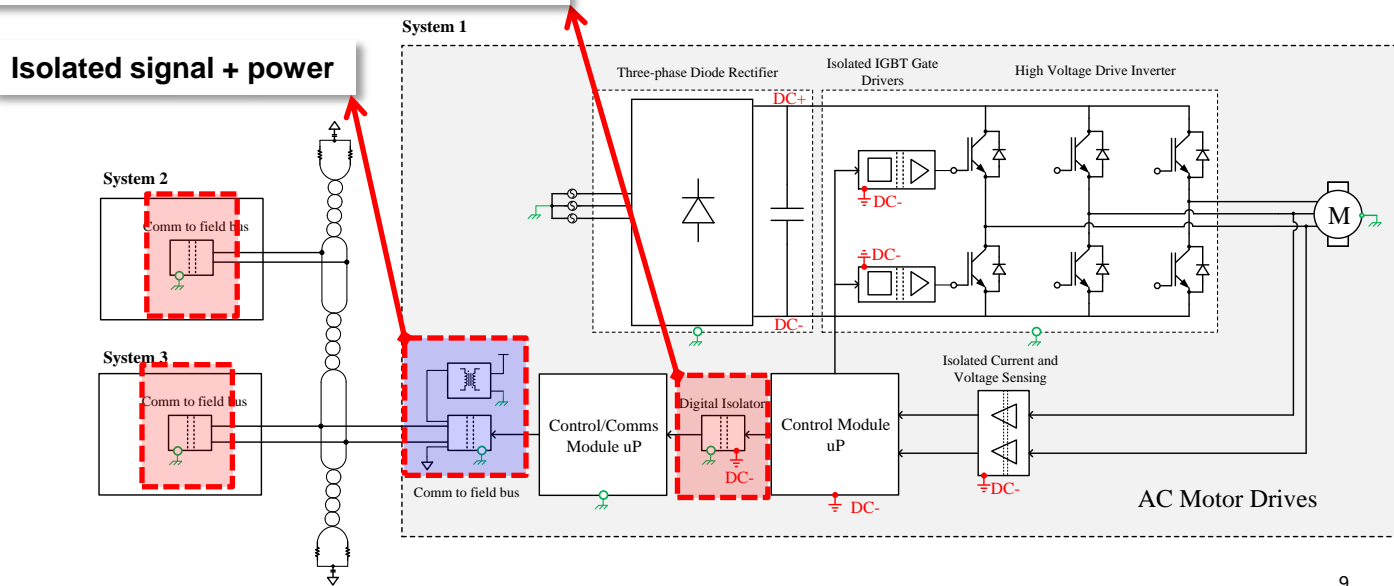 System 1
Isolated signal + power
Three-phase Diode Rectifier
Isolated IGBT Gate
Drivers
High Voltage Drive Inverter
DC+
DC-
DC-
DC-
M
System 2
Comm to field bus
System 3
Comm to field bus
Comm to field bus
Control/Comms
Module uP
Digital Isolator
DC-
Control Module
uP
DC-
Isolated Current and
Voltage Sensing
DC-
AC Motor Drives
9